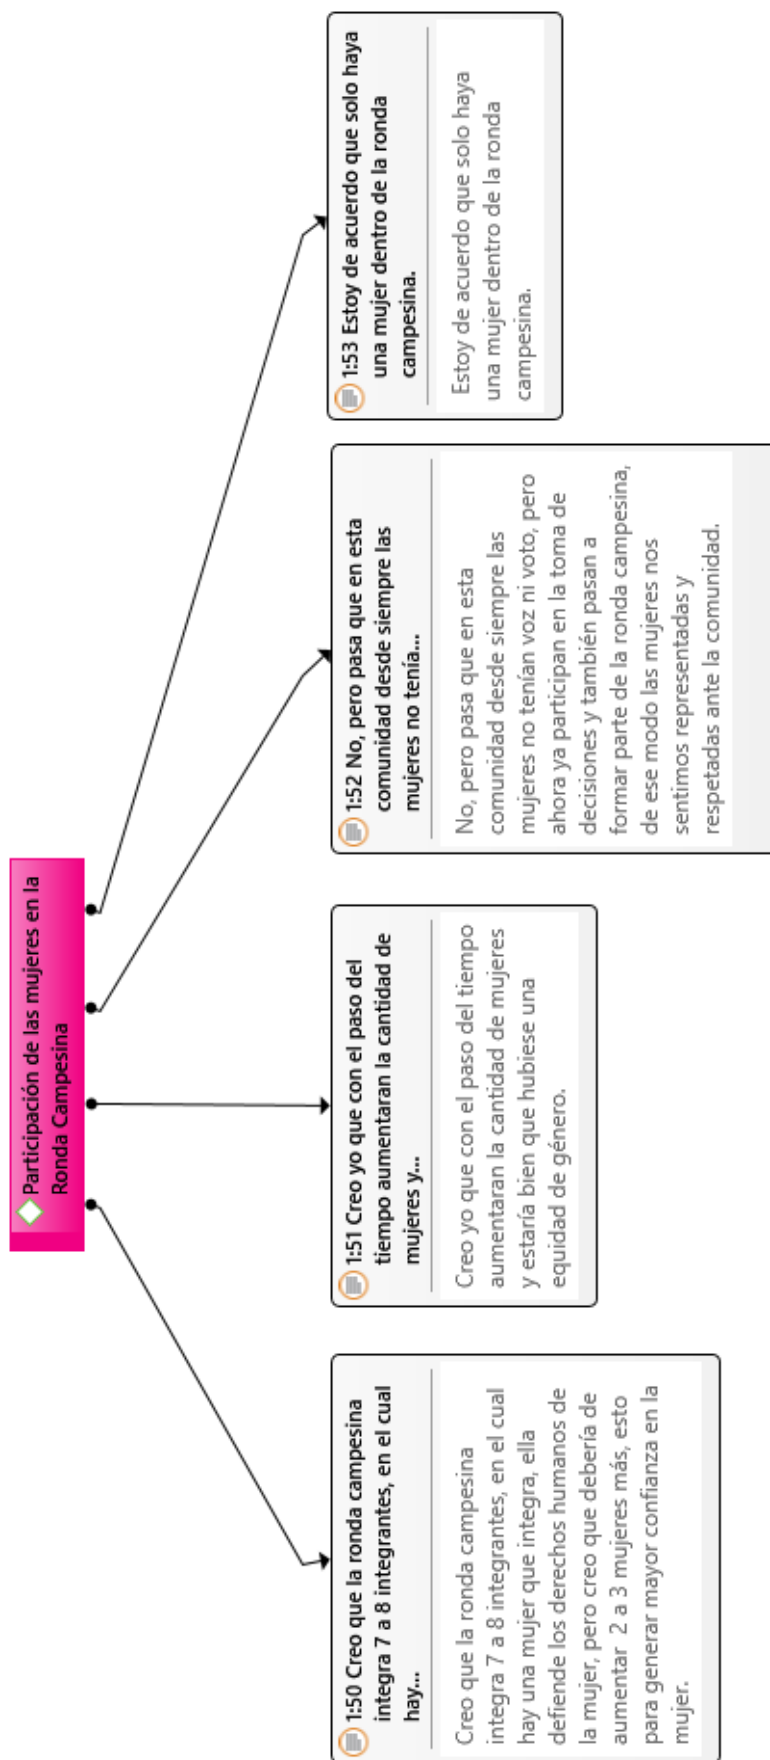 Participación de las mujeres en la
Ronda Campesina
1:50 Creo que la ronda campesina
integra 7 a 8 integrantes, en el cual
hay...
Creo que la ronda campesina
integra 7 a 8 integrantes, en el cual
hay una mujer que integra, ella
defiende los derechos humanos de
la mujer, pero creo que debería de
aumentar 2 a 3 mujeres más, esto
para generar mayor confianza en la
mujer.
1:51 Creo yo que con el paso del
tiempo aumentaran la cantidad de
mujeres y...
Creo yo que con el paso del tiempo
aumentaran la cantidad de mujeres
y estaría bien que hubiese una
equidad de género.
1:52 No, pero pasa que en esta
comunidad desde siempre las
mujeres no tenía...
No, pero pasa que en esta
comunidad desde siempre las
mujeres no tenían voz ni voto, pero
ahora ya participan en la toma de
decisiones y también pasan a
formar parte de la ronda campesina,
de ese modo las mujeres nos
sentimos representadas y
respetadas ante la comunidad.
1:53 Estoy de acuerdo que solo haya
una mujer dentro de la ronda
campesina.
Estoy de acuerdo que solo haya
una mujer dentro de la ronda
campesina.